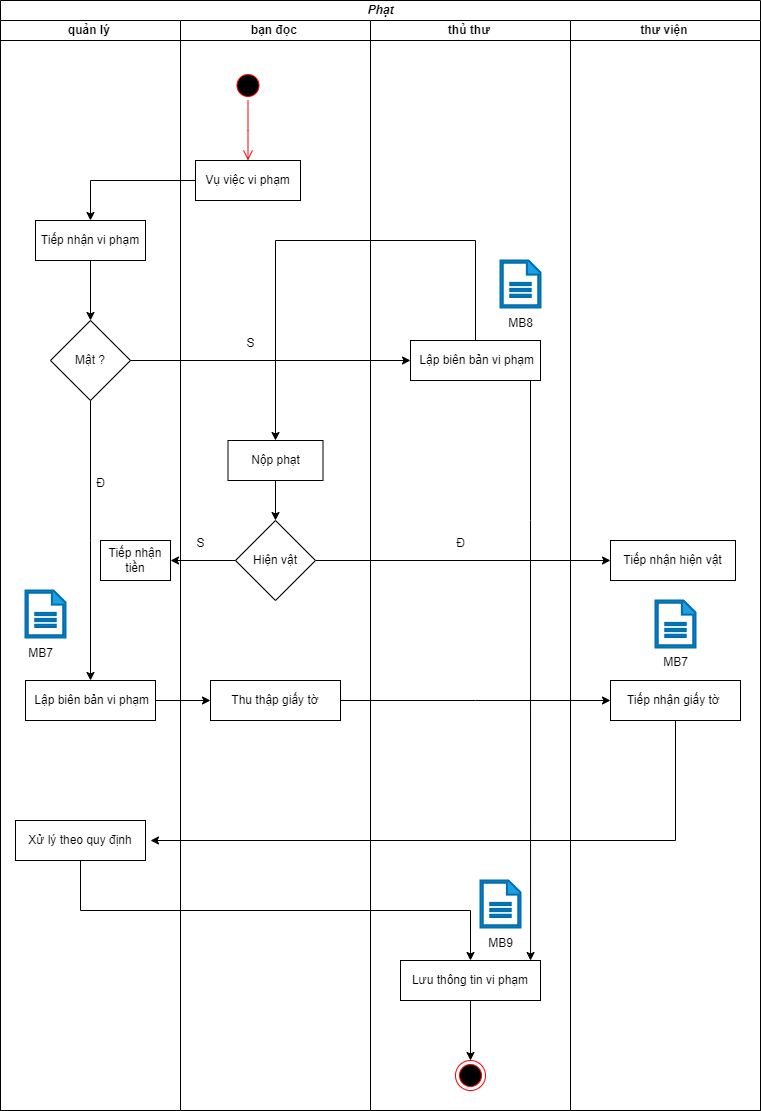 Phạt
quản lý
bạn đọc
thủ thư
thư viện
Vụ việc vi phạm
Tiếp nhận vi phạm
MB8
S
Mật ?
Lập biên bản vi phạm
Nộp phạt
Đ
S
Đ
Tiếp nhận
tiền
Hiện vật
Tiếp nhận hiện vật
MB7
MB7
Lập biên bản vi phạm
Thu thập giấy tờ
Tiếp nhận giấy tờ
Xử lý theo quy định
MB9
Lưu thông tin vi phạm